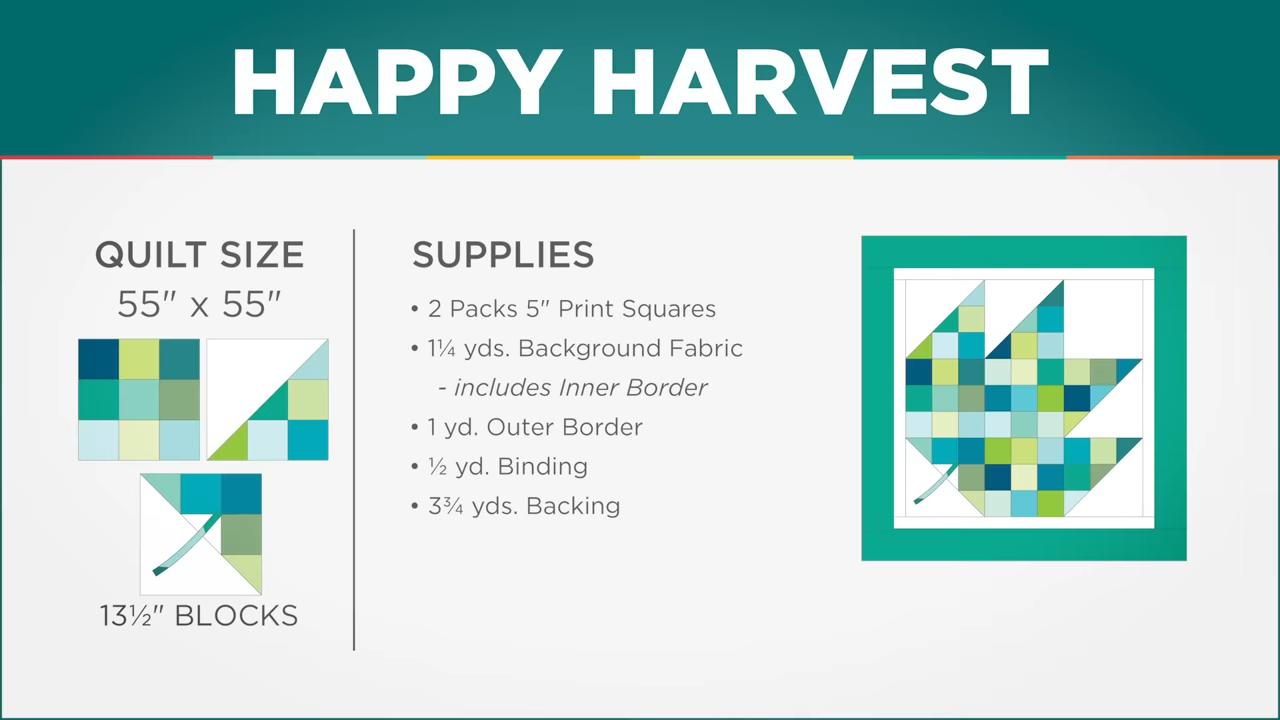 HAPPY HARVEST
QUILT SIZE
55" x 55"
13½" BLOCKS
SUPPLIES
• 2 Packs 5" Print Squares
• 1¼ yds. Background Fabric
- includes Inner Border
• 1 yd. Outer Border
• ½ yd. Binding
• 3¾ yds. Backing